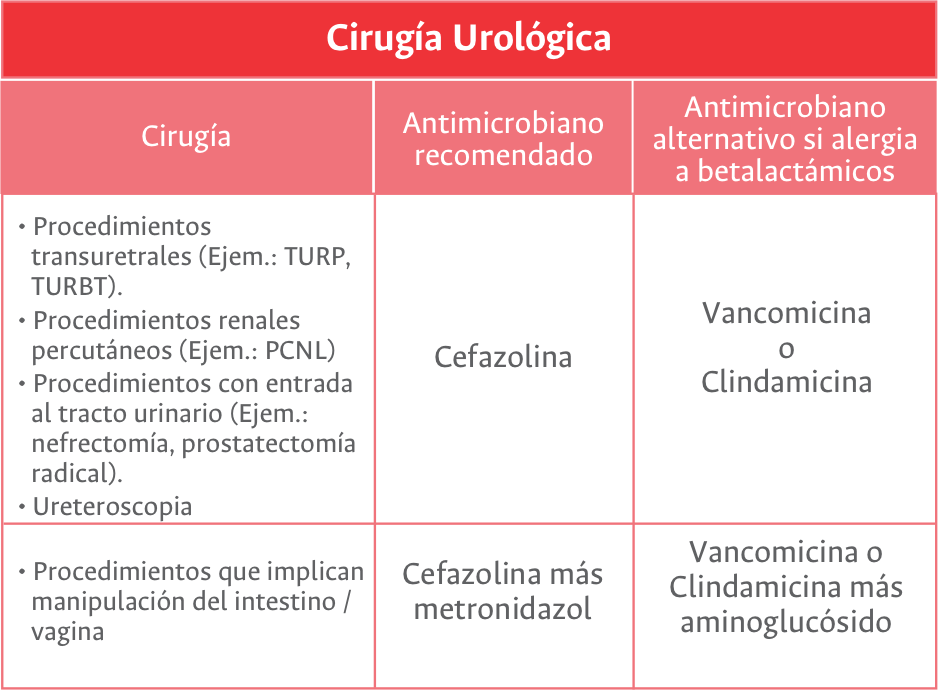 Cirugía Urológica
Cirugía
Antimicrobiano
recomendado
Antimicrobiano
alternativo si alergia
a betalactámicos
• Procedimientos
transuretrales (Ejem.: TURP,
TURBT).
• Procedimientos renales
percutáneos (Ejem.: PCNL)
• Procedimientos con entrada
al tracto urinario (Ejem.:
nefrectomía, prostatectomía
radical).
• Ureteroscopia
Cefazolina
Vancomicina
o
Clindamicina
• Procedimientos que implican
manipulación del intestino /
vagina
Cefazolina más
metronidazol
Vancomicina o
Clindamicina más
aminoglucósido